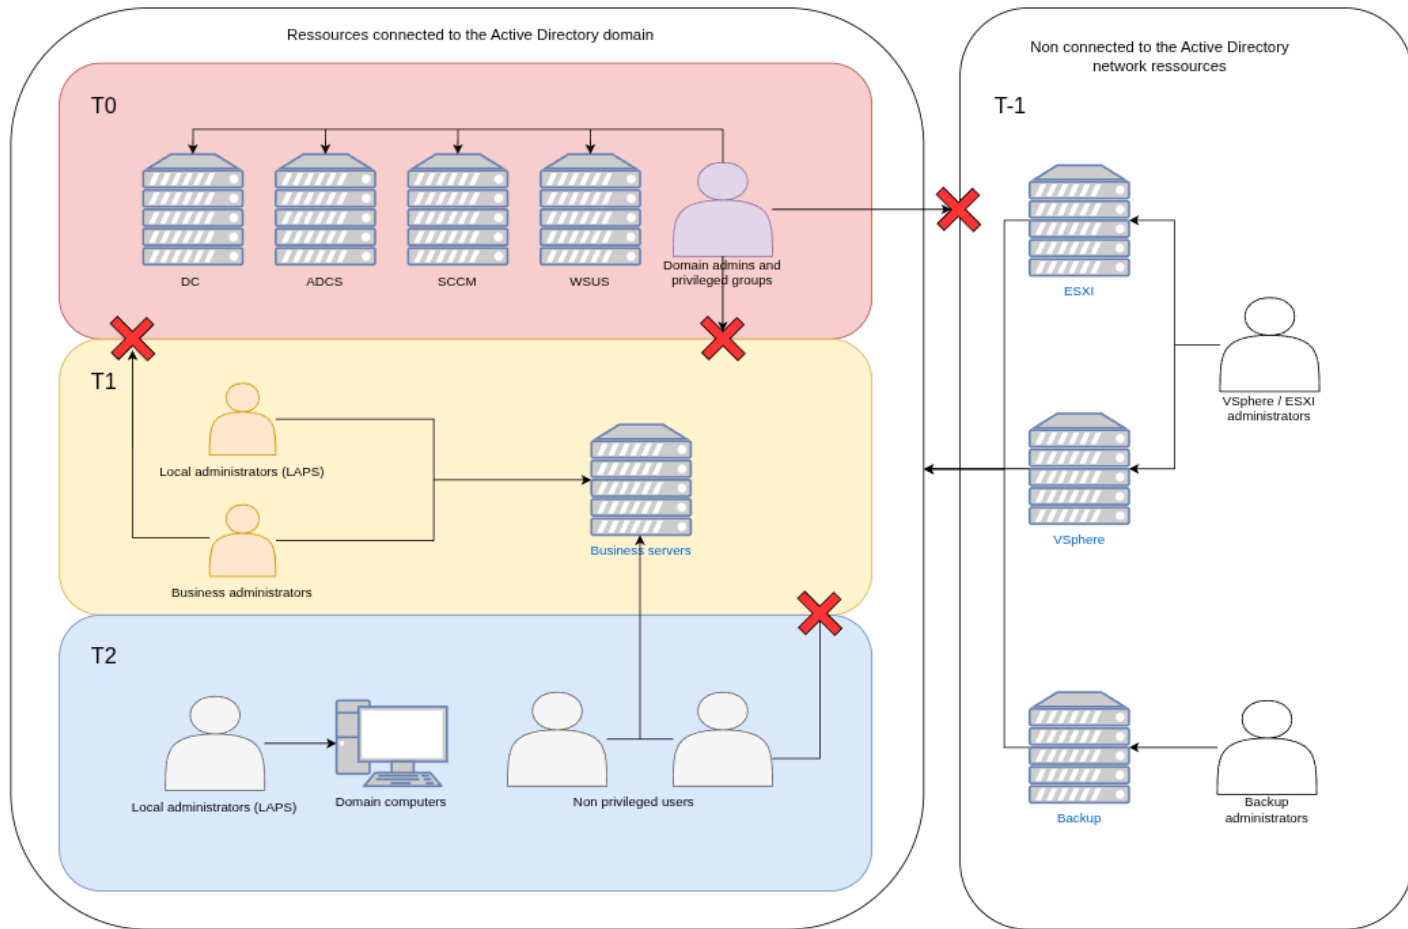 Ressources connected to the Active Directory domain
Non connected to the Active Directory
network ressources
T0
T-1
DC
ADCS
SCCM
WSUS
Domain admins and
privileged groups
ESXI
VSphere / ESXI
administrators
T1
Local administrators (LAPS)
Business administrators
Business servers
VSphere
T2
Local administrators (LAPS)
Domain computers
Non privileged users
Backup
Backup
administrators